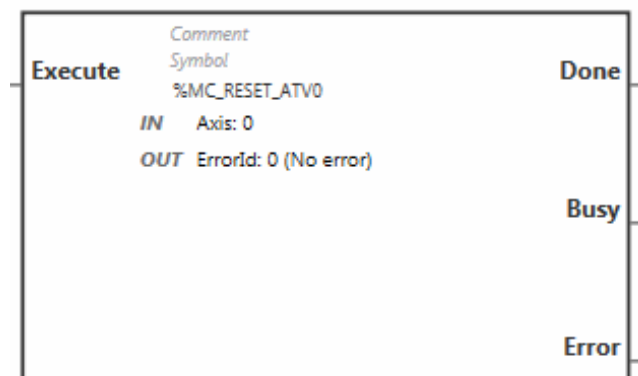 Comment
Execute Symbol Done
%MC_RESET_ATV0
IN Axis: 0
OUT ErrorId: 0 (No error)
Busy
Error